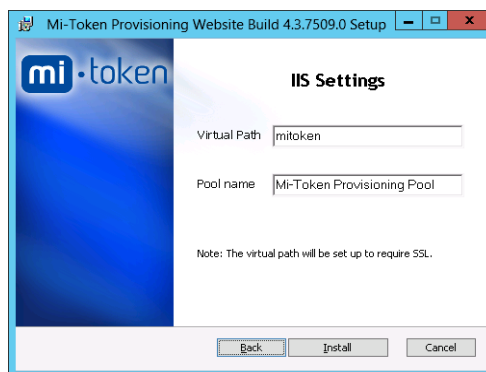 Mi-Token Provisioning Website Build 4.3.7509.0 Setup
mi·token
IIS Settings
Virtual Path mitoken
Pool name Mi-Token Provisioning Pool
Note: The virtual path will be set up to require SSL.
Back Install Cancel